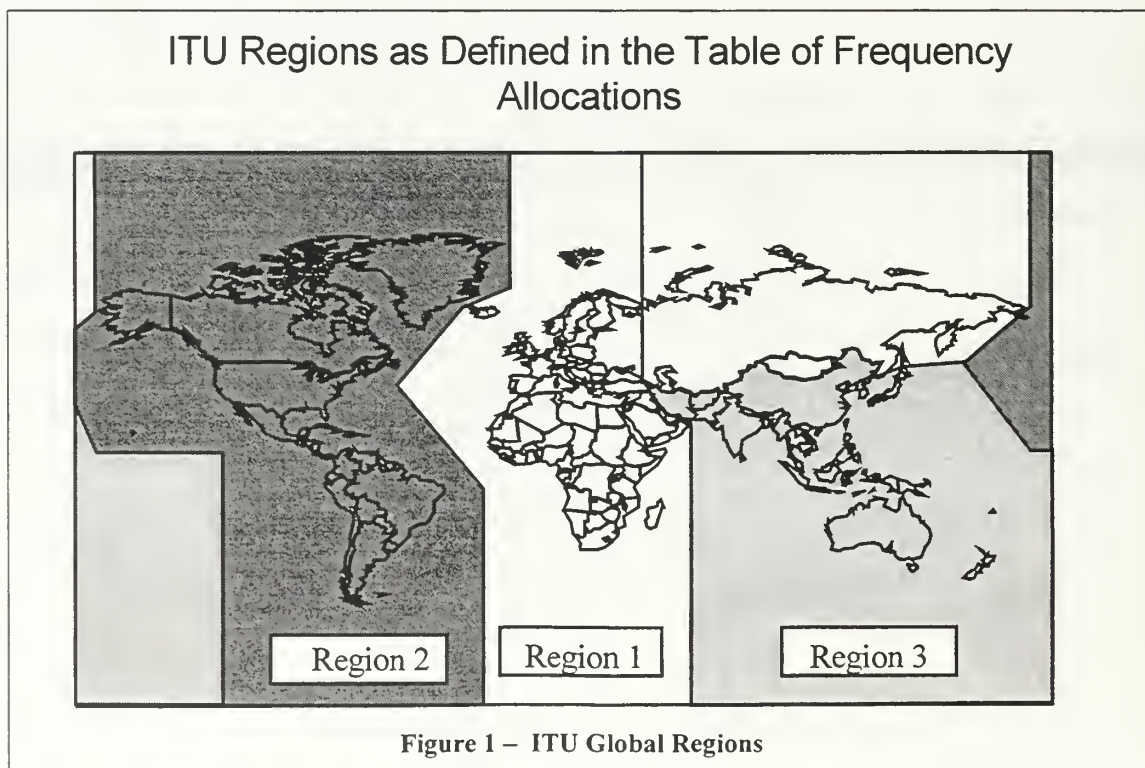 ITU Regions as Defined in the Table of Frequency
Allocations
Region 2
Region 1
Region 3
Figure 1 – ITU Global Regions